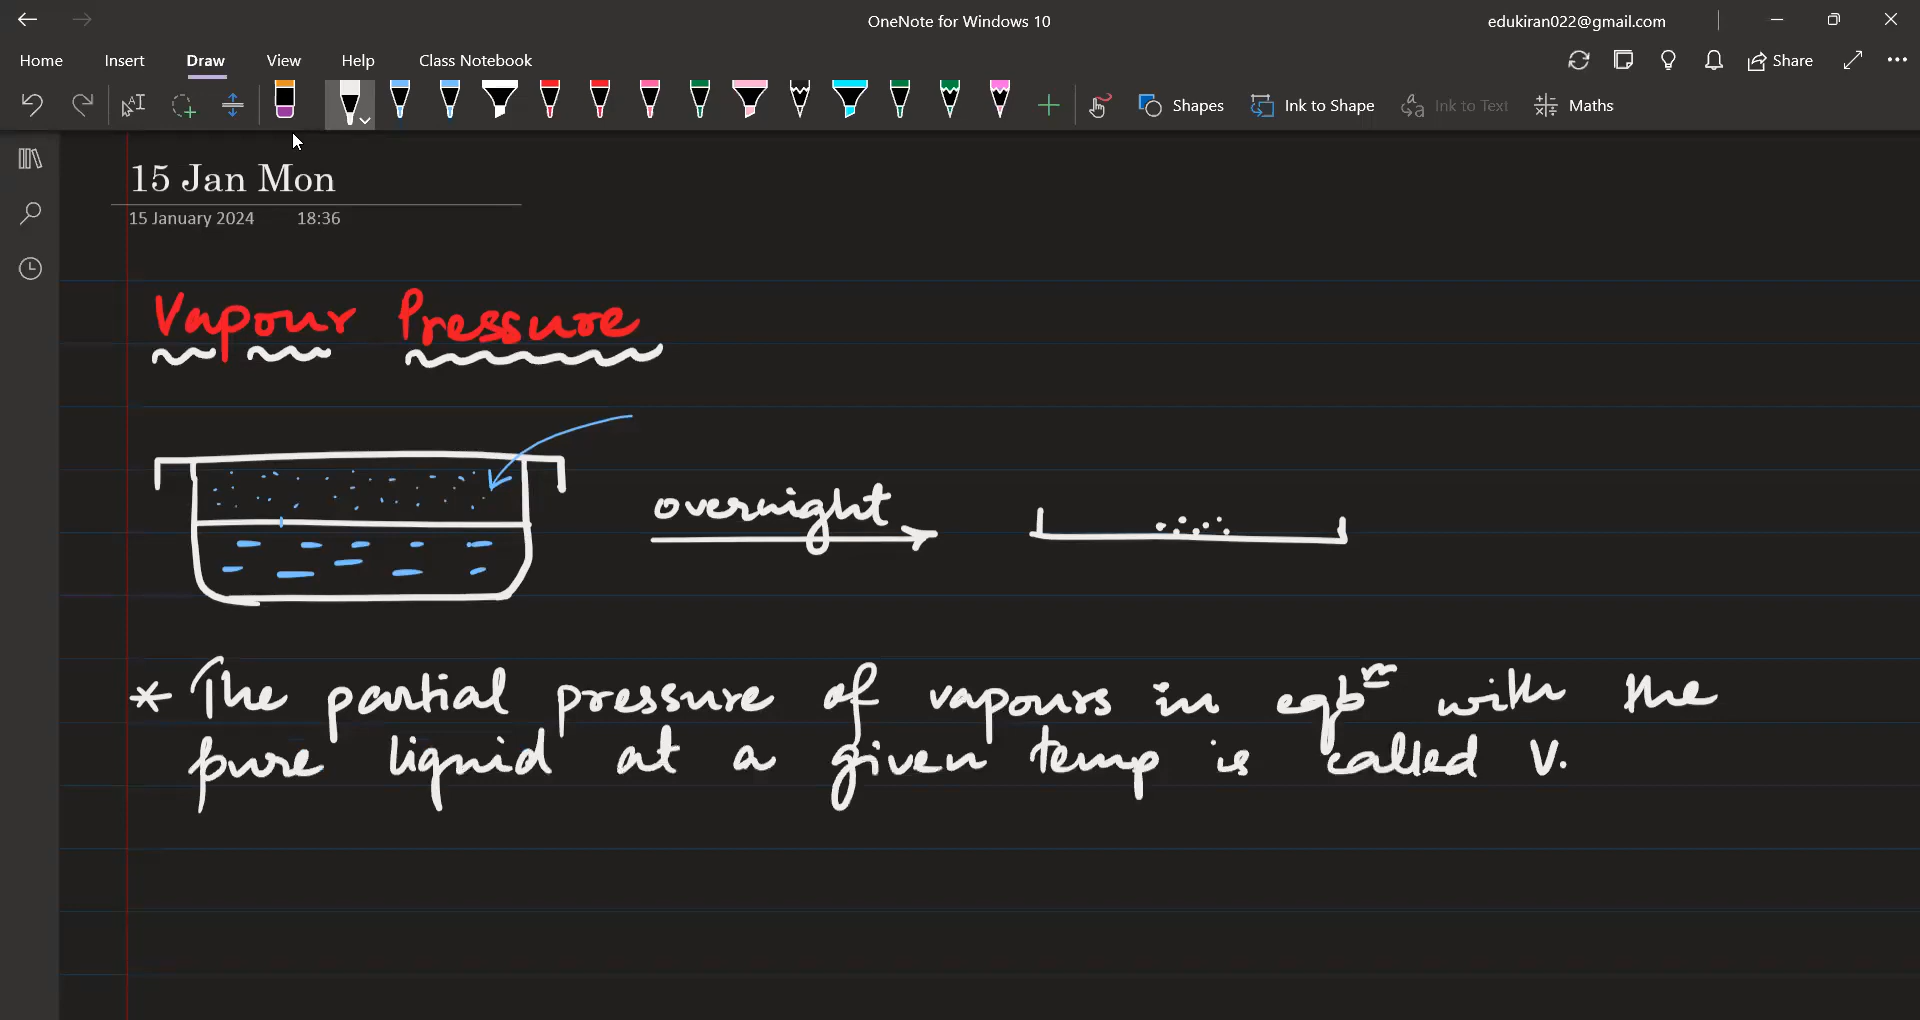 OneNote for Windows 10
edukiran022@gmail.com
Home Insert Draw View Help Class Notebook
Share
Shapes Ink to Shape Ink to Text Maths
15 Jan Mon
15 January 2024 18:36
Vapour Pressure
overnight
* The partial pressure of vapours in eqbm with the
pure liquid at a given temp is called V.